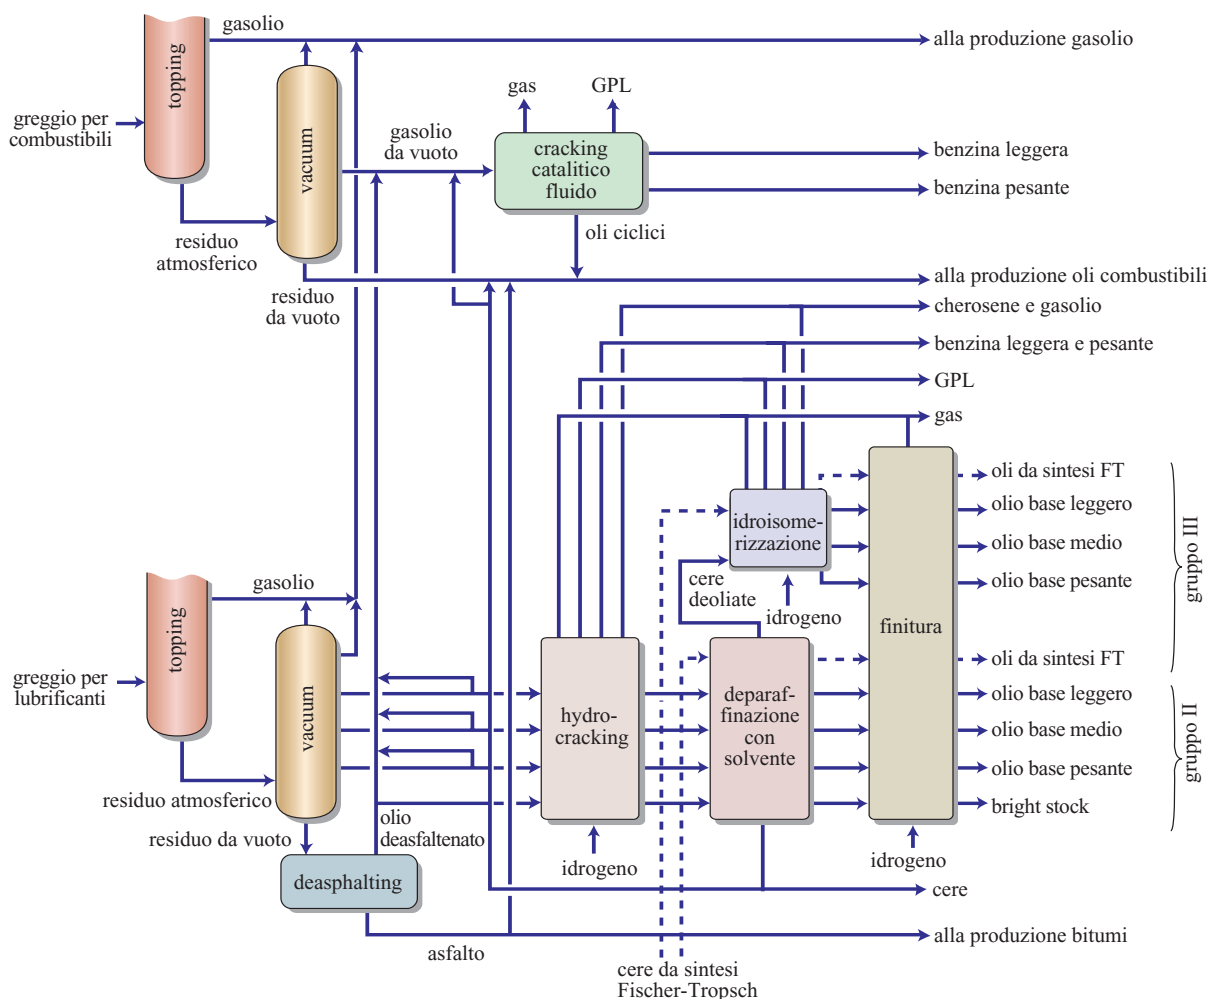 gasolio
alla produzione gasolio
topping
gas
GPL
greggio per
combustibili
gasolio
da vuoto
vacuum
cracking
catalitico
fluido
benzina leggera
benzina pesante
residuo
atmosferico
oli ciclici
residuo
da vuoto
alla produzione oli combustibili
cherosene e gasolio
benzina leggera e pesante
GPL
gas
oli da sintesi FT
olio base leggero
idroisome-
rizzazione
olio base medio
gruppo III
olio base pesante
cere
deoliate
idrogeno
gasolio
topping
finitura
oli da sintesi FT
greggio per
lubrificanti
vacuum
hydro-
cracking
deparaf-
finazione
con
solvente
olio base leggero
olio base medio
gruppo II
olio base pesante
residuo atmosferico
bright stock
olio
deasfaltenato
residuo da vuoto
idrogeno
idrogeno
deasphalting
cere
asfalto
alla produzione bitumi
cere da sintesi
Fischer-Tropsch